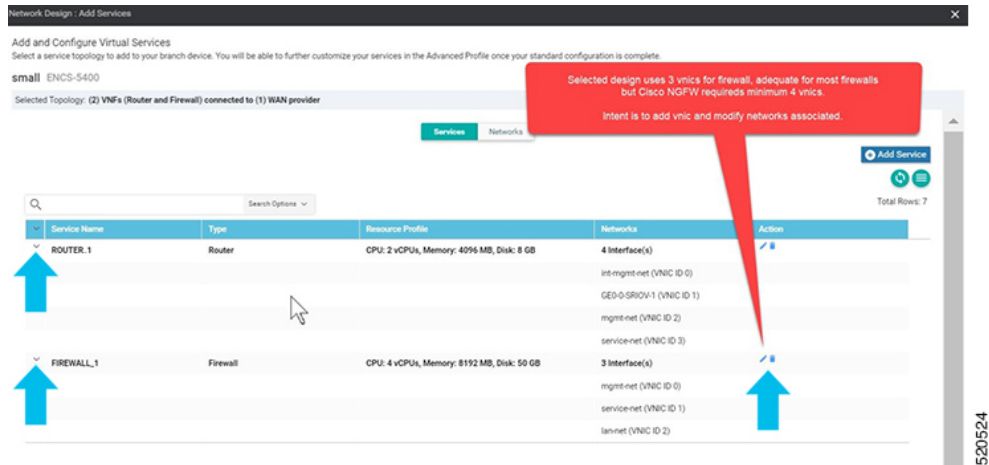 Network Design : Add Services
Add and Configure Virtual Services
Select a service topology to add to your branch device. You will be able to further customize your services in the Advanced Profile once your standard configuration is complete.
small ENCS-5400
Selected Topology: (2) VNFs (Router and Firewall) connected to (1) WAN provider
Selected design uses 3 vnics for firewall, adequate for most firewalls
but Cisco NGFW requireds minimum 4 vnics.
Intent is to add vnic and modify networks associated.
Services Networks
Add Service
Search Options
Total Rows: 7
Service Name Type Resource Profile Networks Action
ROUTER.1 Router CPU: 2 vCPUs, Memory: 4096 MB, Disk: 8 GB 4 Interface(s)
int-mgmt-net (VNIC ID 0)
GE0-0-SRIOV-1 (VNIC ID 1)
mgmt-net (VNIC ID 2)
service-net (VNIC ID 3)
FIREWALL_1 Firewall CPU: 4 vCPUs, Memory: 8192 MB, Disk: 50 GB 3 Interface(s)
mgmt-net (VNIC ID 0)
service-net (VNIC ID 1)
lan-net (VNIC ID 2)
520524